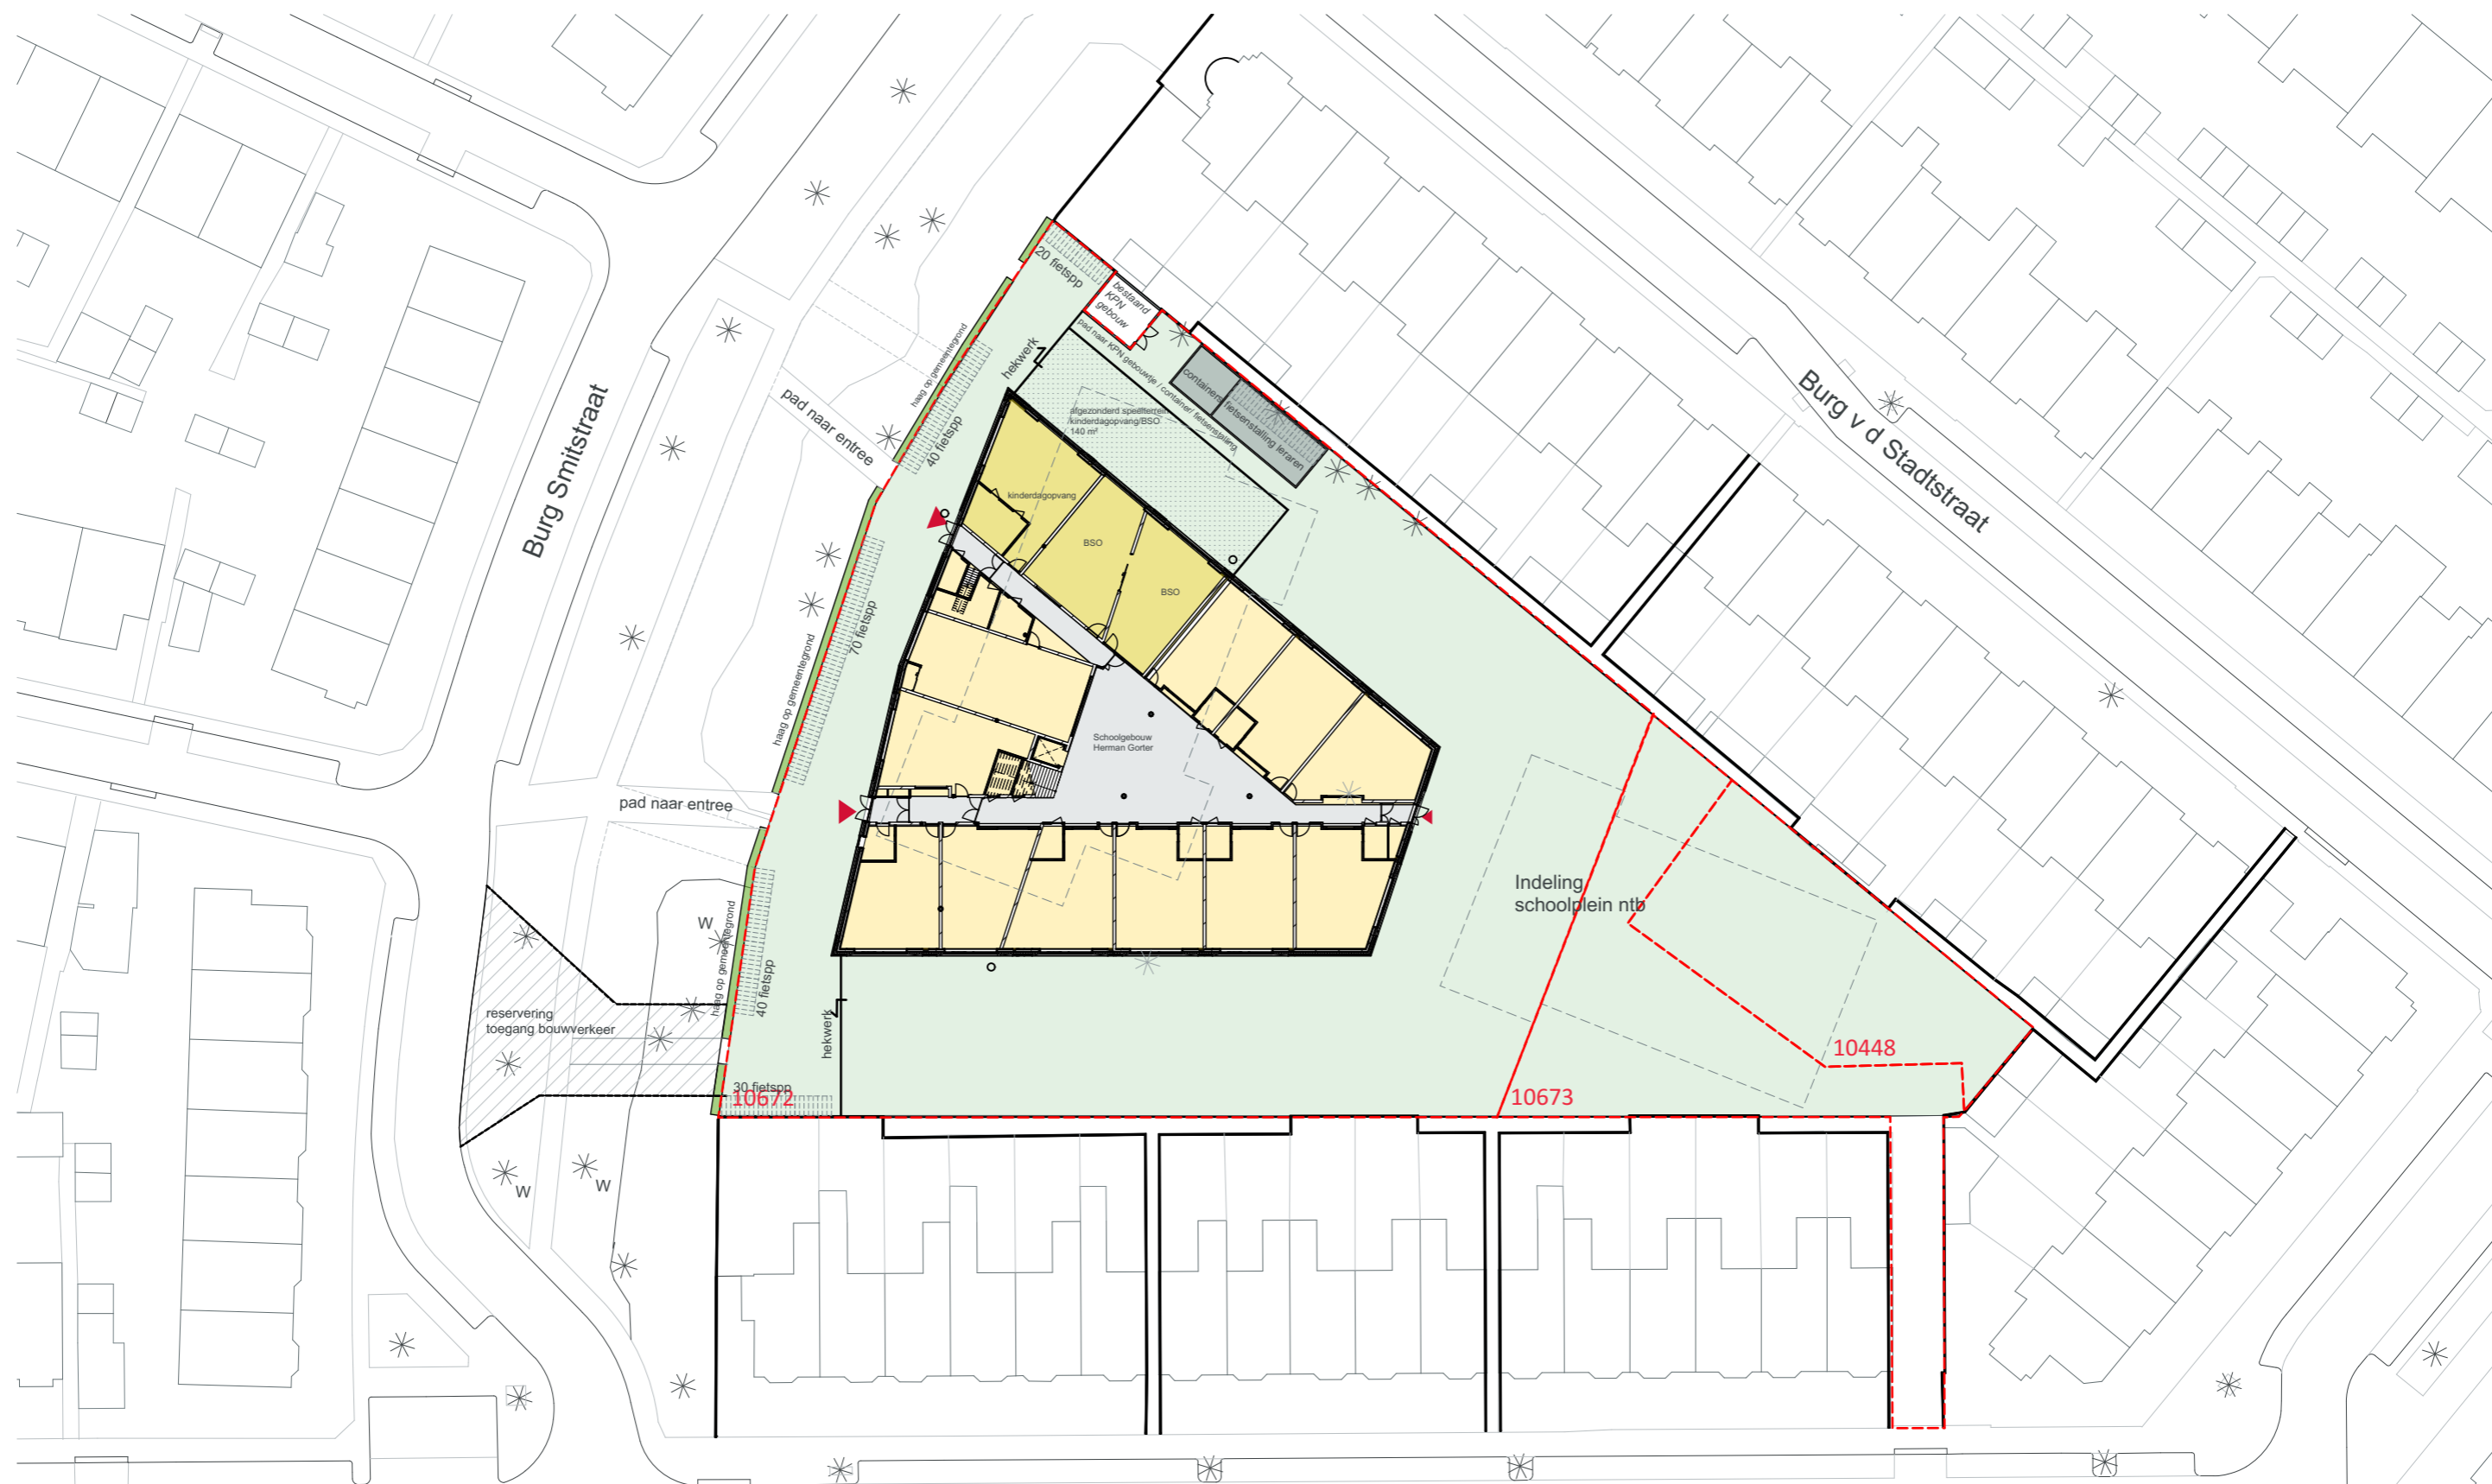 20 fietspp
bestaand
KPN
gebouw
hekwerk
pad naar KPN gebouwtje / container/ fietsenstalling
containers
fietsenstalling leraren
haag op gemeentegrond
40 fietspp
pad naar entree
afgezonderd speelterrein
kinderdagopvang/BSO
140 m²
Burg v d Stadtstraat
Burg Smitstraat
kinderdagopvang
BSO
BSO
70 fietspp
haag op gemeentegrond
Schoolgebouw
Herman Gorter
pad naar entree
Indeling
schoolplein ntb
W
haag op gemeentegrond
40 fietspp
reservering
toegang bouwverkeer
hekwerk
10448
30 fietspp
10672
10673
W
W